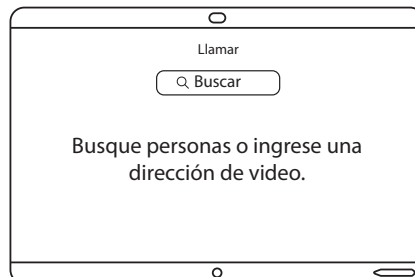 Llamar
Buscar
Busque personas o ingrese una
dirección de video.